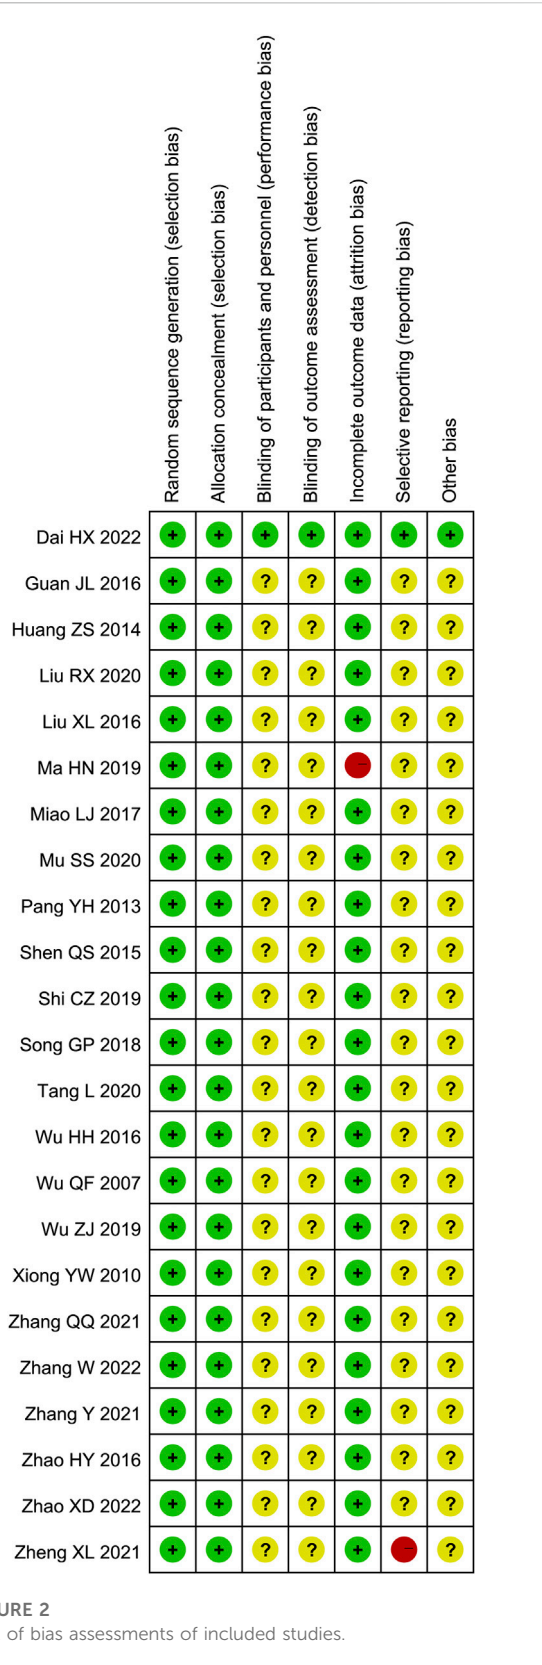 Random sequence generation (selection bias)
Allocation concealment (selection bias)
Blinding of participants and personnel (performance bias)
Blinding of outcome assessment (detection bias)
Incomplete outcome data (attrition bias)
Selective reporting (reporting bias)
Other bias
Dai HX 2022 + + + + + + +
Guan JL 2016 + + ? ? + ? ?
Huang ZS 2014 + + ? ? + ? ?
Liu RX 2020 + + ? ? + ? ?
Liu XL 2016 + + ? ? + ? ?
Ma HN 2019 + + ? ? - ? ?
Miao LJ 2017 + + ? ? + ? ?
Mu SS 2020 + + ? ? + ? ?
Pang YH 2013 + + ? ? + ? ?
Shen QS 2015 + + ? ? + ? ?
Shi CZ 2019 + + ? ? + ? ?
Song GP 2018 + + ? ? + ? ?
Tang L 2020 + + ? ? + ? ?
Wu HH 2016 + + ? ? + ? ?
Wu QF 2007 + + ? ? + ? ?
Wu ZJ 2019 + + ? ? + ? ?
Xiong YW 2010 + + ? ? + ? ?
Zhang QQ 2021 + + ? ? + ? ?
Zhang W 2022 + + ? ? + ? ?
Zhang Y 2021 + + ? ? + ? ?
Zhao HY 2016 + + ? ? + ? ?
Zhao XD 2022 + + ? ? + ? ?
Zheng XL 2021 + + ? ? + - ?
URE 2
of bias assessments of included studies.